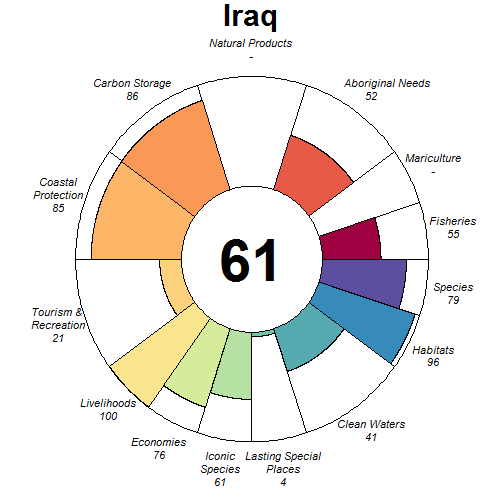 Iraq
Natural Products
-
Carbon Storage
86
Aboriginal Needs
52
Mariculture
-
Coastal
Protection
85
Fisheries
55
61
Species
79
Tourism &
Recreation
21
Habitats
96
Livelihoods
100
Clean Waters
41
Economies
76
Iconic
Species
61
Lasting Special
Places
4